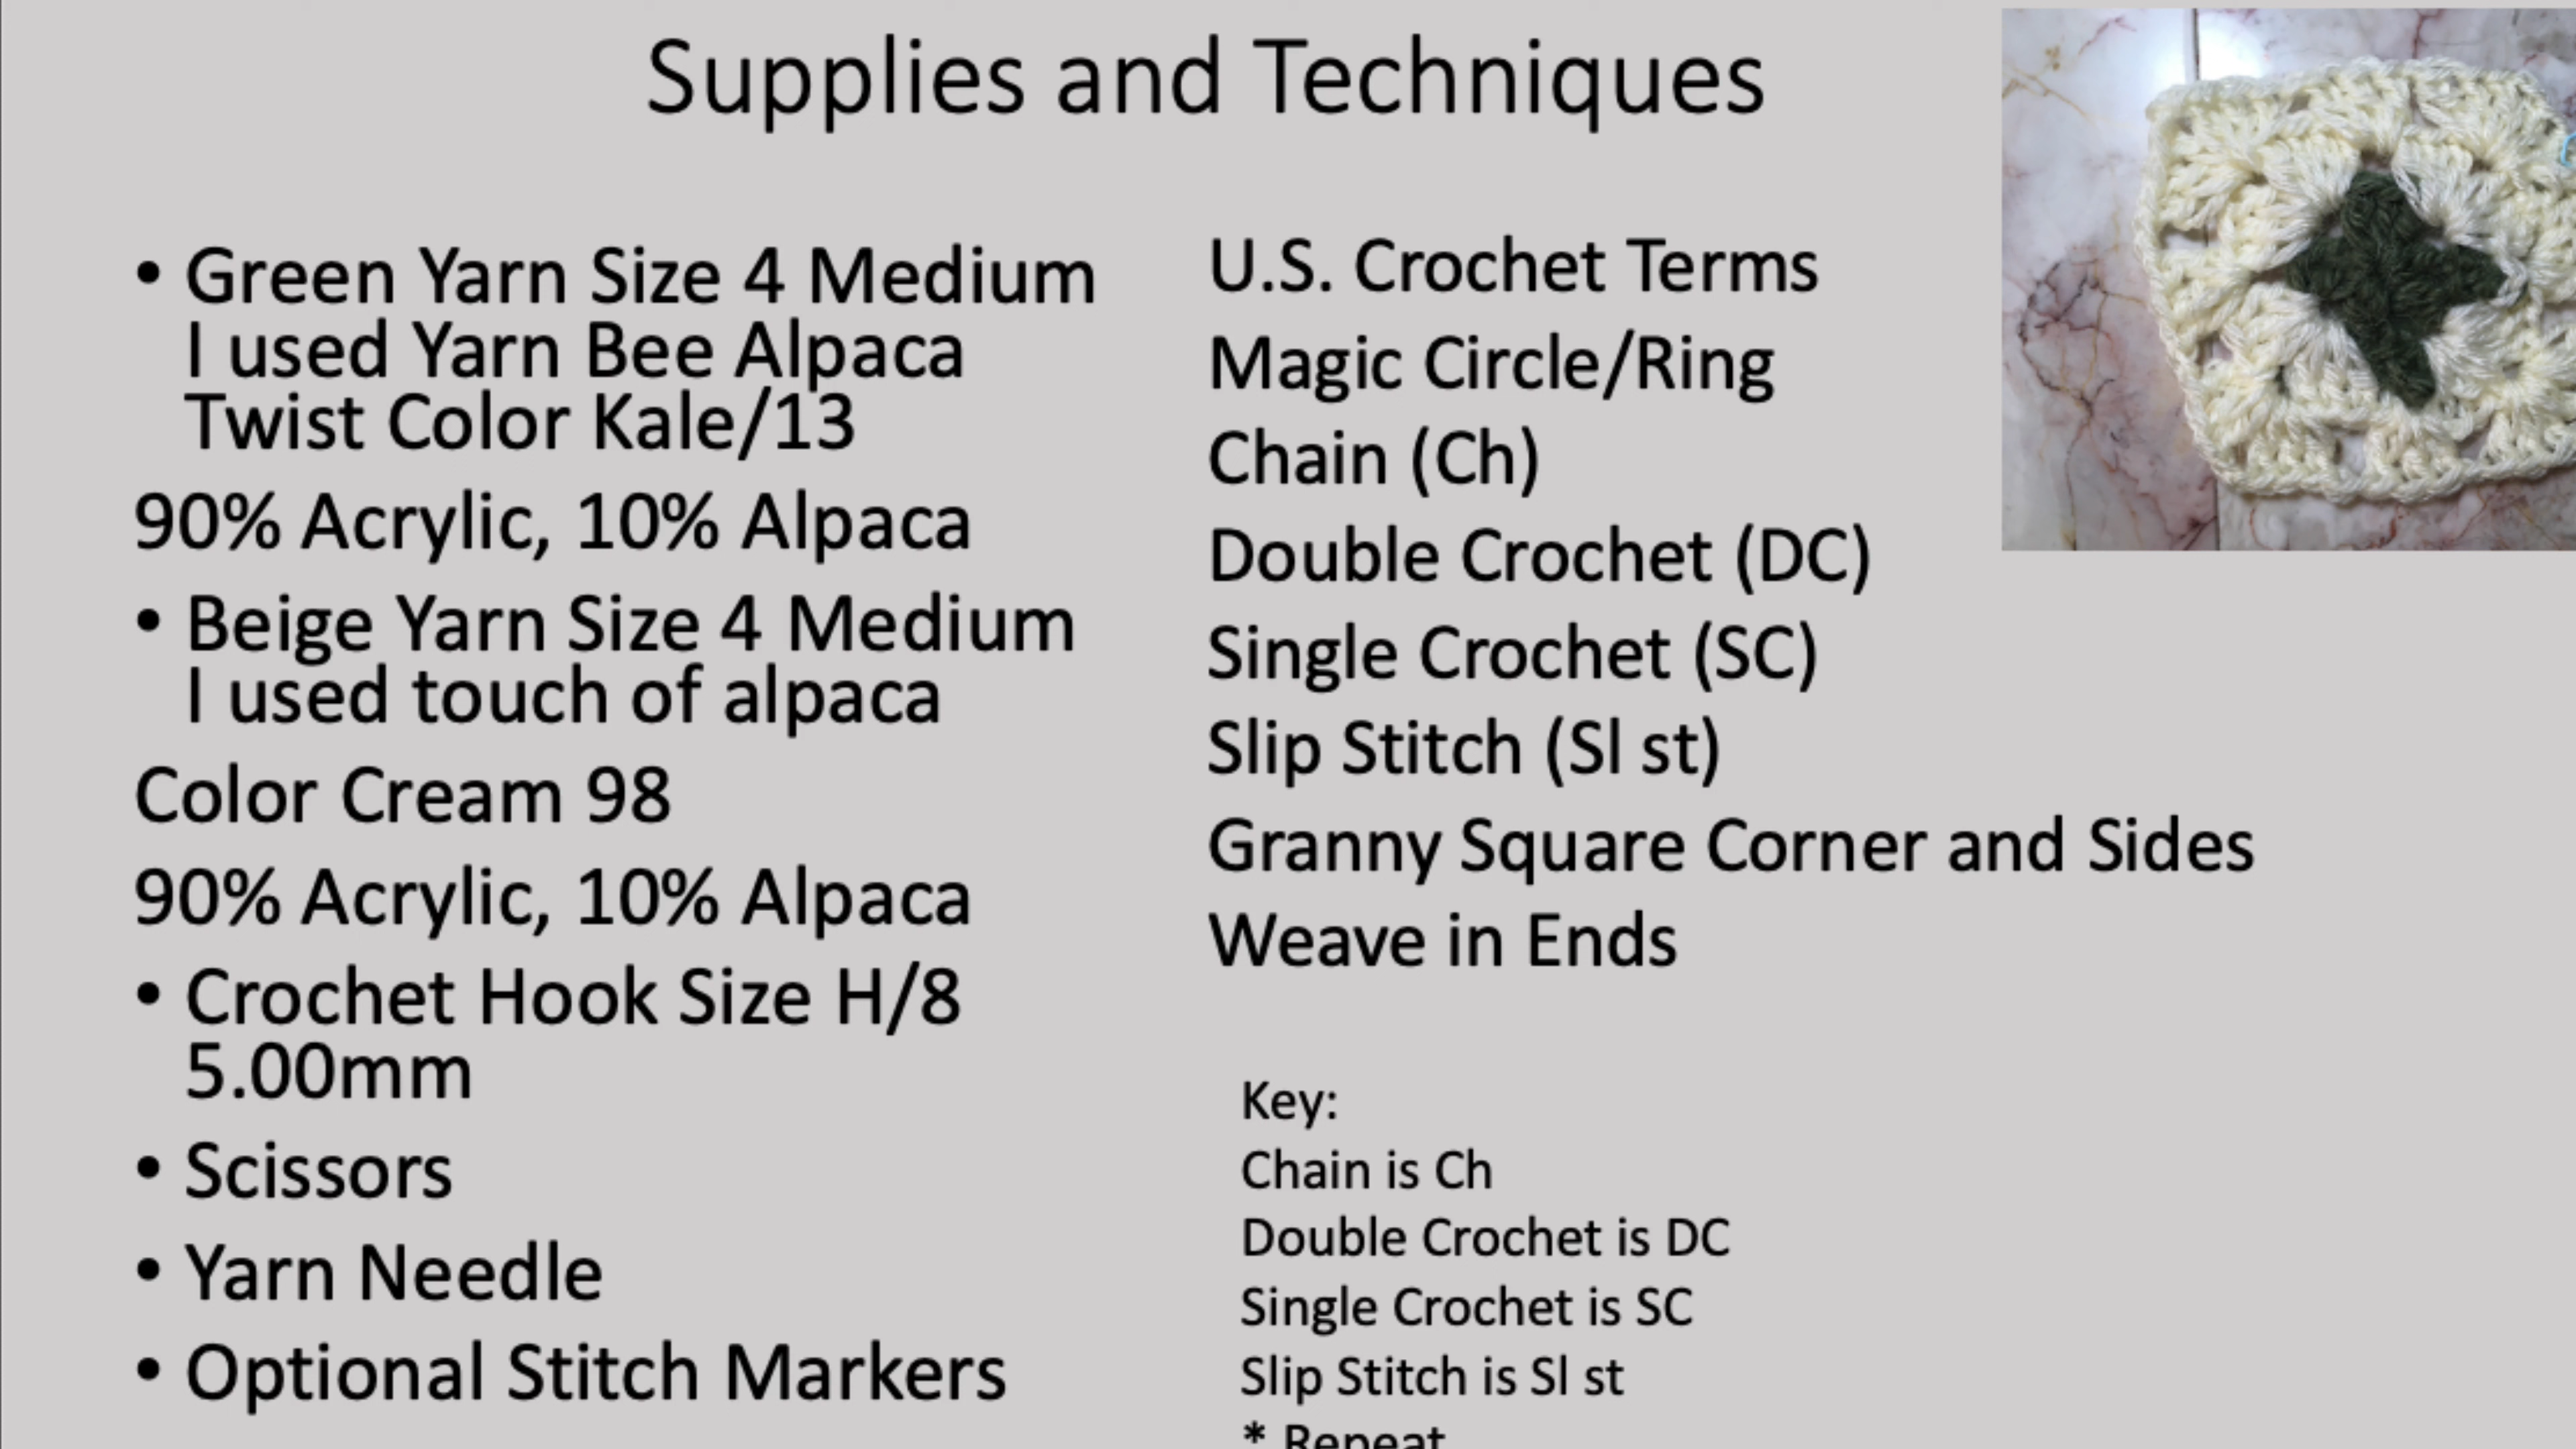 Supplies and Techniques
• Green Yarn Size 4 Medium
I used Yarn Bee Alpaca
Twist Color Kale/13
90% Acrylic, 10% Alpaca
• Beige Yarn Size 4 Medium
I used touch of alpaca
Color Cream 98
90% Acrylic, 10% Alpaca
• Crochet Hook Size H/8
5.00mm
• Scissors
• Yarn Needle
• Optional Stitch Markers
U.S. Crochet Terms
Magic Circle/Ring
Chain (Ch)
Double Crochet (DC)
Single Crochet (SC)
Slip Stitch (Sl st)
Granny Square Corner and Sides
Weave in Ends
Key:
Chain is Ch
Double Crochet is DC
Single Crochet is SC
Slip Stitch is Sl st
* Repeat